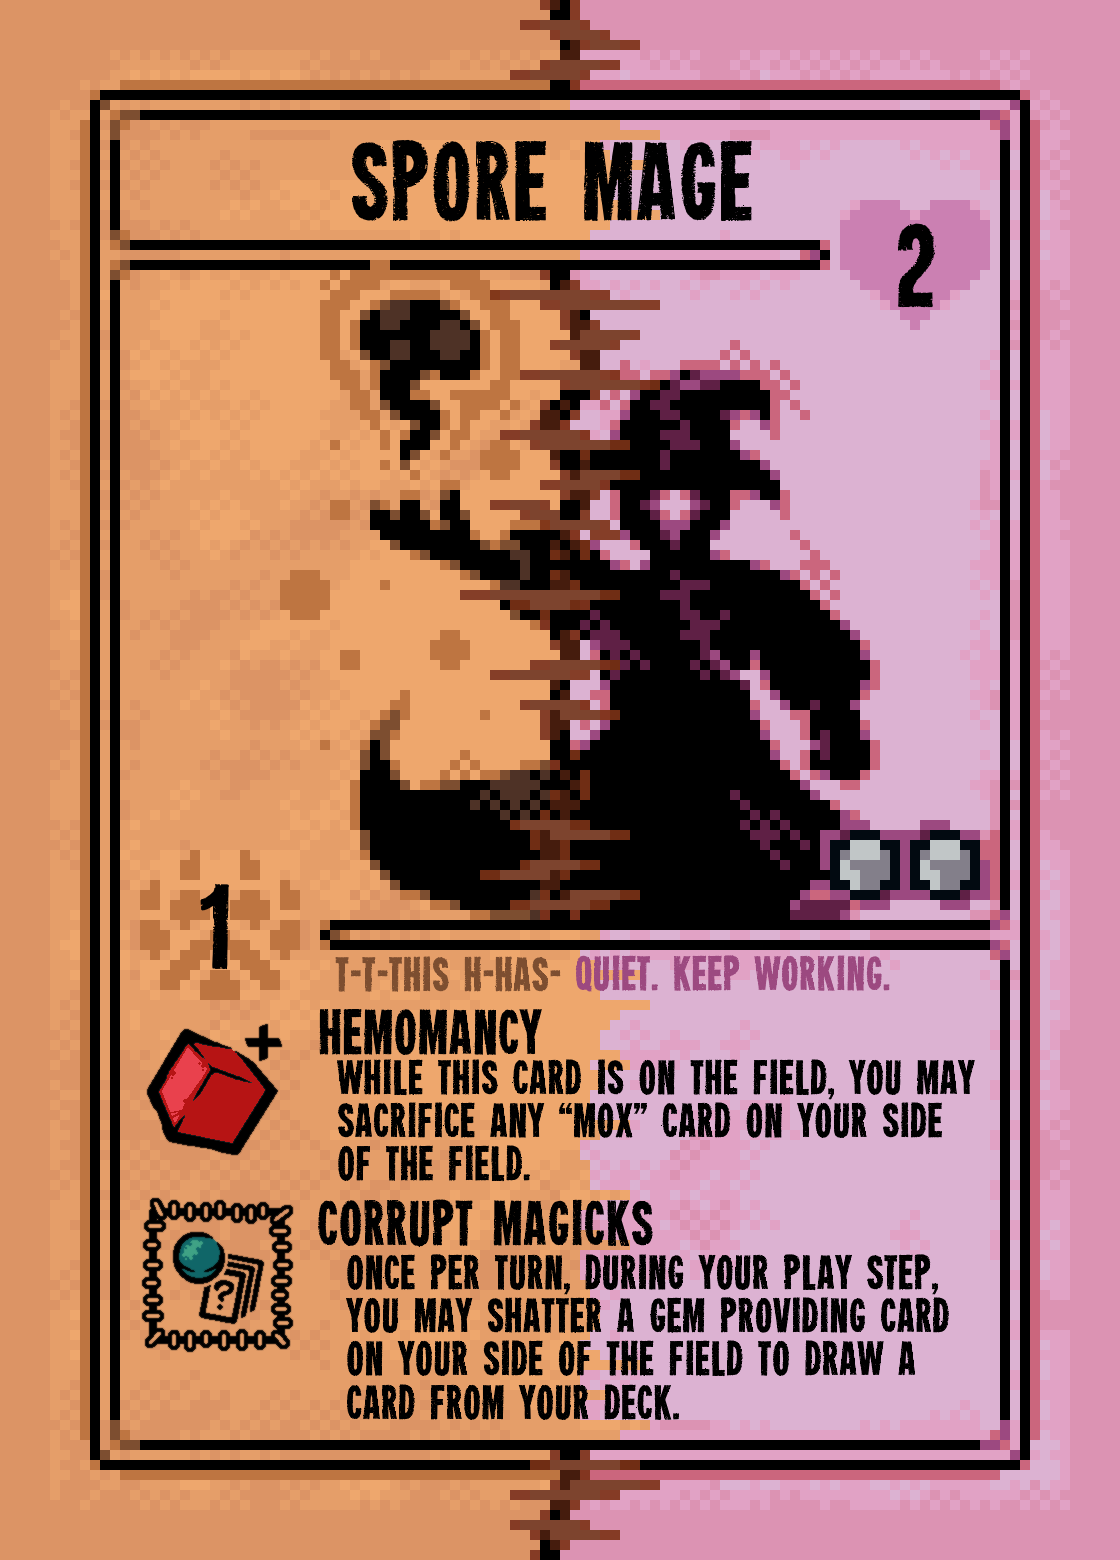 SPORE MAGE
2
1
T-T-THIS H-HAS- QUIET. KEEP WORKING.
HEMOMANCY
WHILE THIS CARD IS ON THE FIELD, YOU MAY
SACRIFICE ANY “MOX” CARD ON YOUR SIDE
OF THE FIELD.
CORRUPT MAGICKS
ONCE PER TURN, DURING YOUR PLAY STEP,
YOU MAY SHATTER A GEM PROVIDING CARD
ON YOUR SIDE OF THE FIELD TO DRAW A
CARD FROM YOUR DECK.
+
?